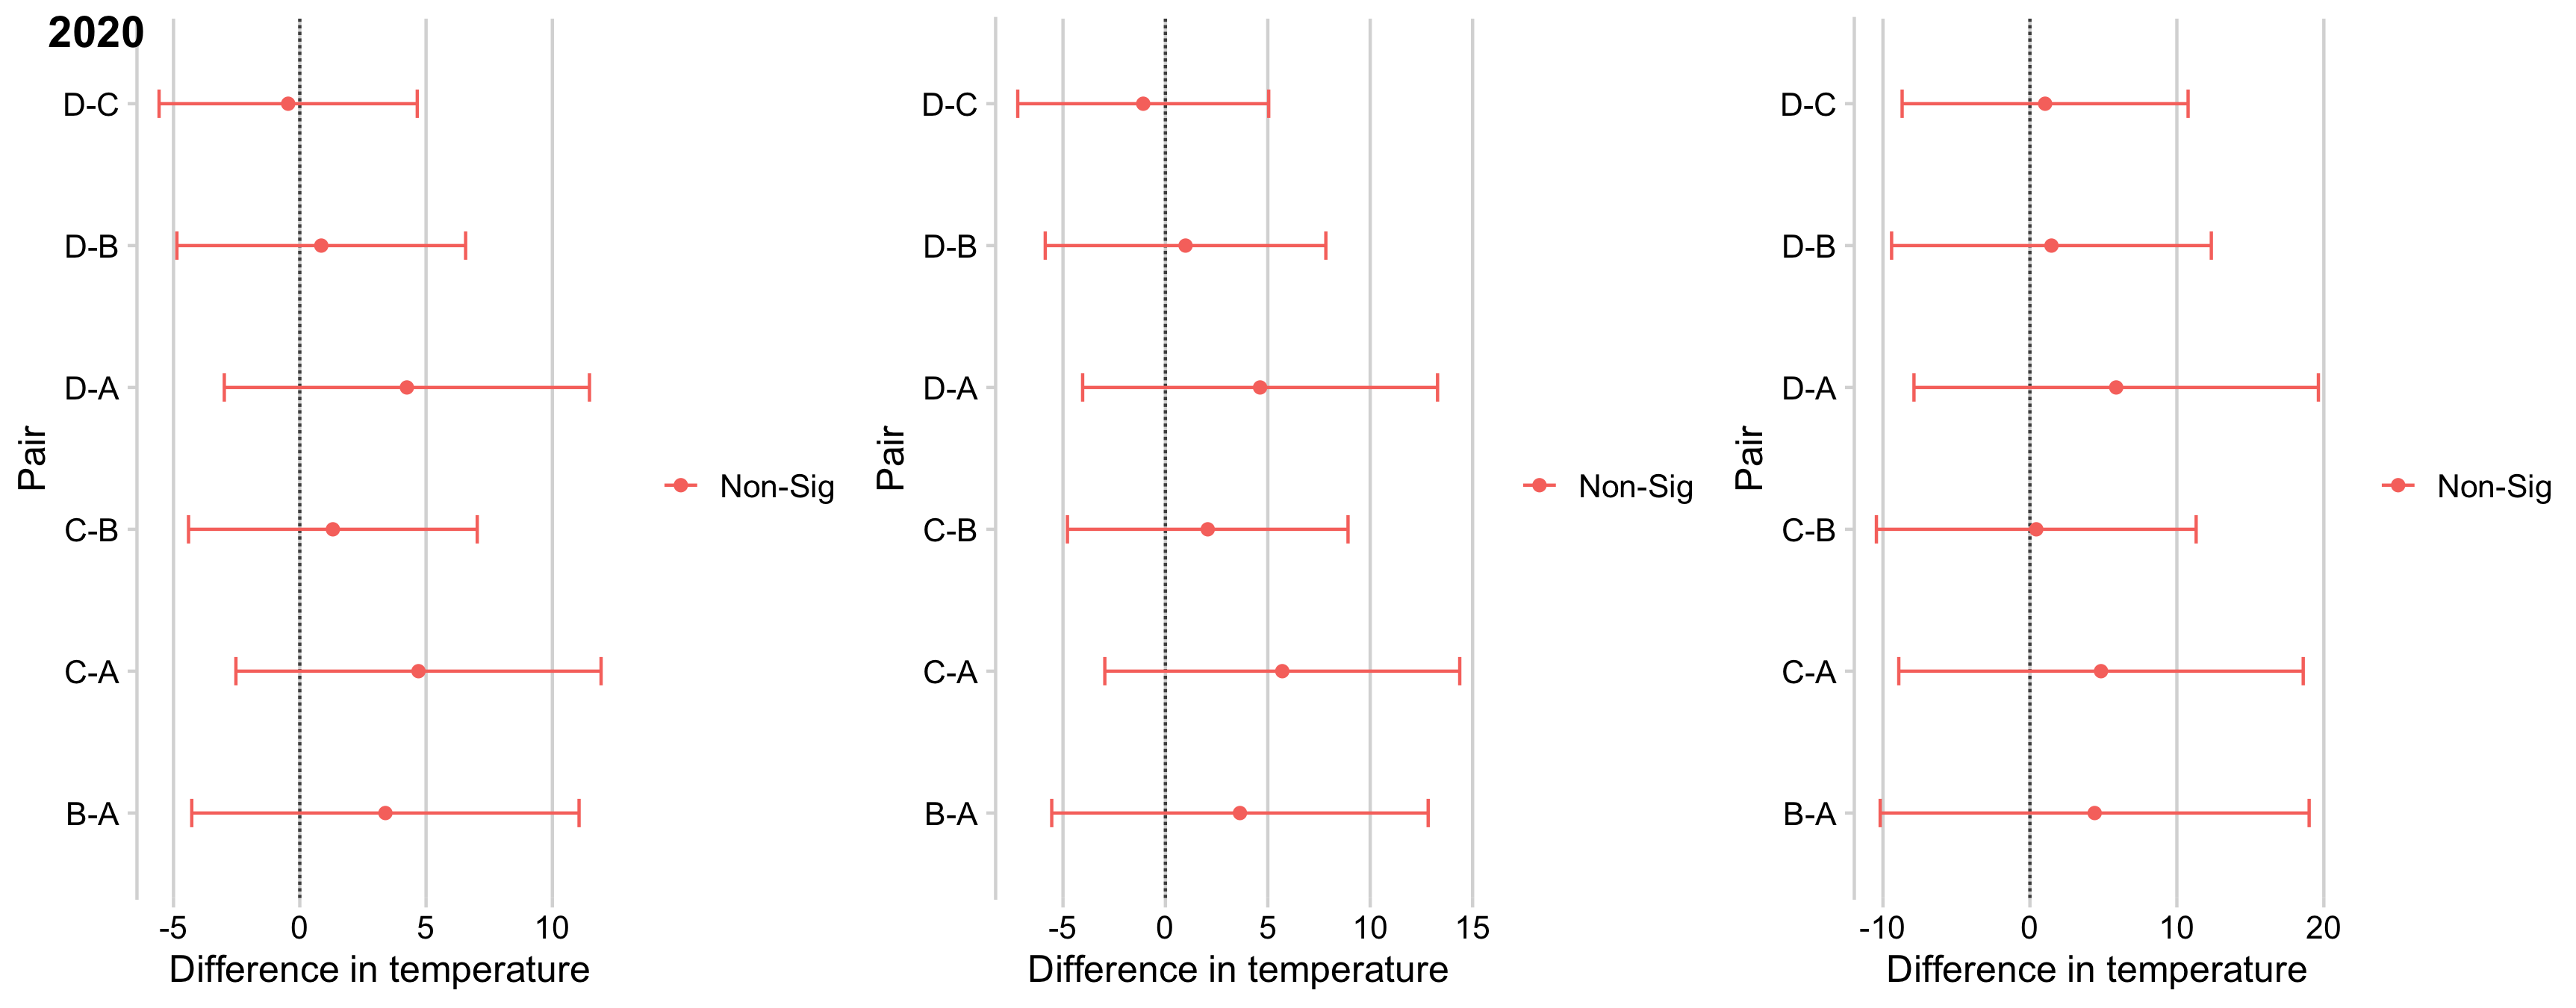 2020
Pair
D-C
D-B
D-A
C-B
C-A
B-A
-5 0 5 10
Difference in temperature
Non-Sig
Pair
D-C
D-B
D-A
C-B
C-A
B-A
-5 0 5 10 15
Difference in temperature
Non-Sig
Pair
D-C
D-B
D-A
C-B
C-A
B-A
-10 0 10 20
Difference in temperature
Non-Sig